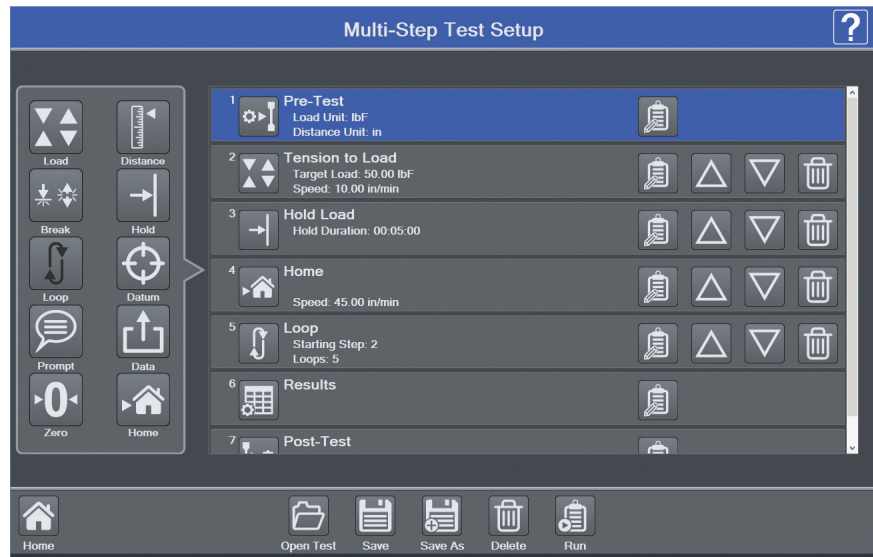 Multi-Step Test Setup
?
Load
Distance
Break
Hold
Loop
Datum
Prompt
Data
0
Zero
Home
1
Pre-Test
Load Unit: lbF
Distance Unit: in
2
Tension to Load
Target Load: 50.00 lbF
Speed: 10.00 in/min
3
Hold Load
Hold Duration: 00:05:00
4
Home
Speed: 45.00 in/min
5
Loop
Starting Step: 2
Loops: 5
6
Results
7
Post-Test
Home
Open Test
Save
Save As
Delete
Run